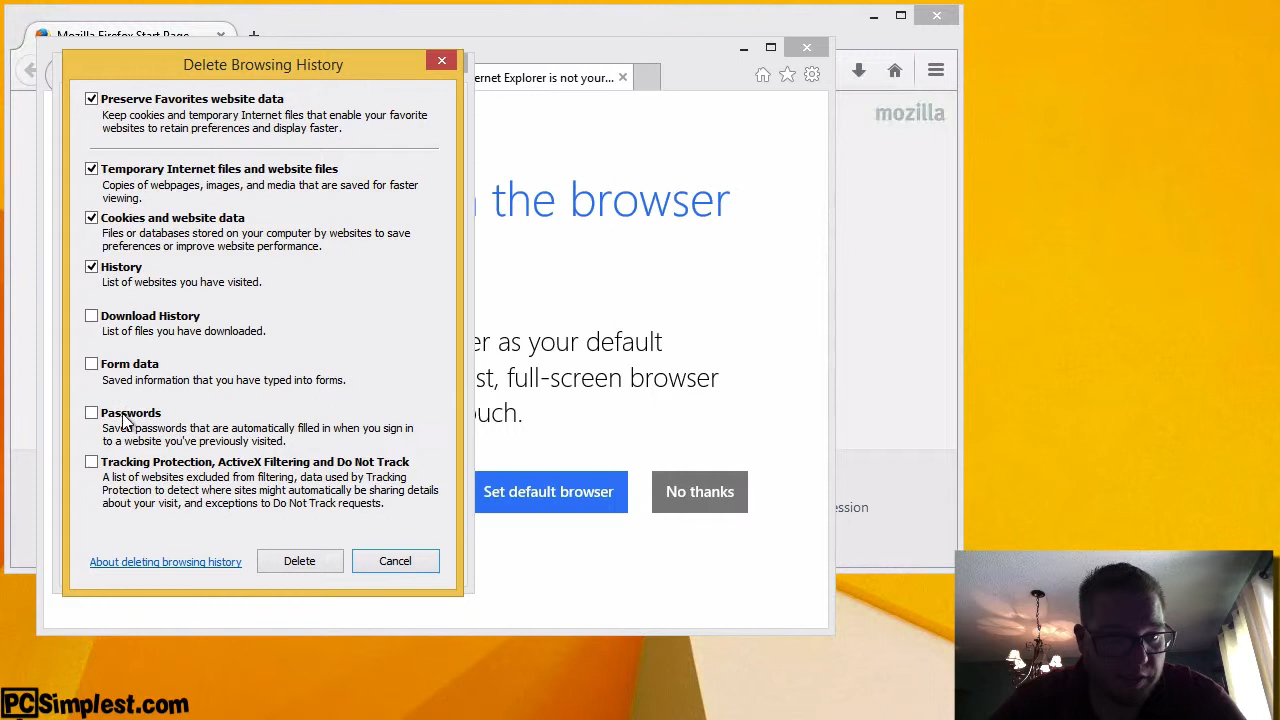 Mozilla Firefox Start Page
Delete Browsing History
ernet Explorer is not your...
mozilla
Preserve Favorites website data
Keep cookies and temporary Internet files that enable your favorite
websites to retain preferences and display faster.
Temporary Internet files and website files
Copies of webpages, images, and media that are saved for faster
viewing.
Cookies and website data
Files or databases stored on your computer by websites to save
preferences or improve website performance.
History
List of websites you have visited.
Download History
List of files you have downloaded.
Form data
Saved information that you have typed into forms.
Passwords
Saved passwords that are automatically filled in when you sign in
to a website you've previously visited.
Tracking Protection, ActiveX Filtering and Do Not Track
A list of websites excluded from filtering, data used by Tracking
Protection to detect where sites might automatically be sharing details
about your visit, and exceptions to Do Not Track requests.
About deleting browsing history
Delete
Cancel
the browser
er as your default
st, full-screen browser
ouch.
Set default browser
No thanks
ession
PCSimplest.com